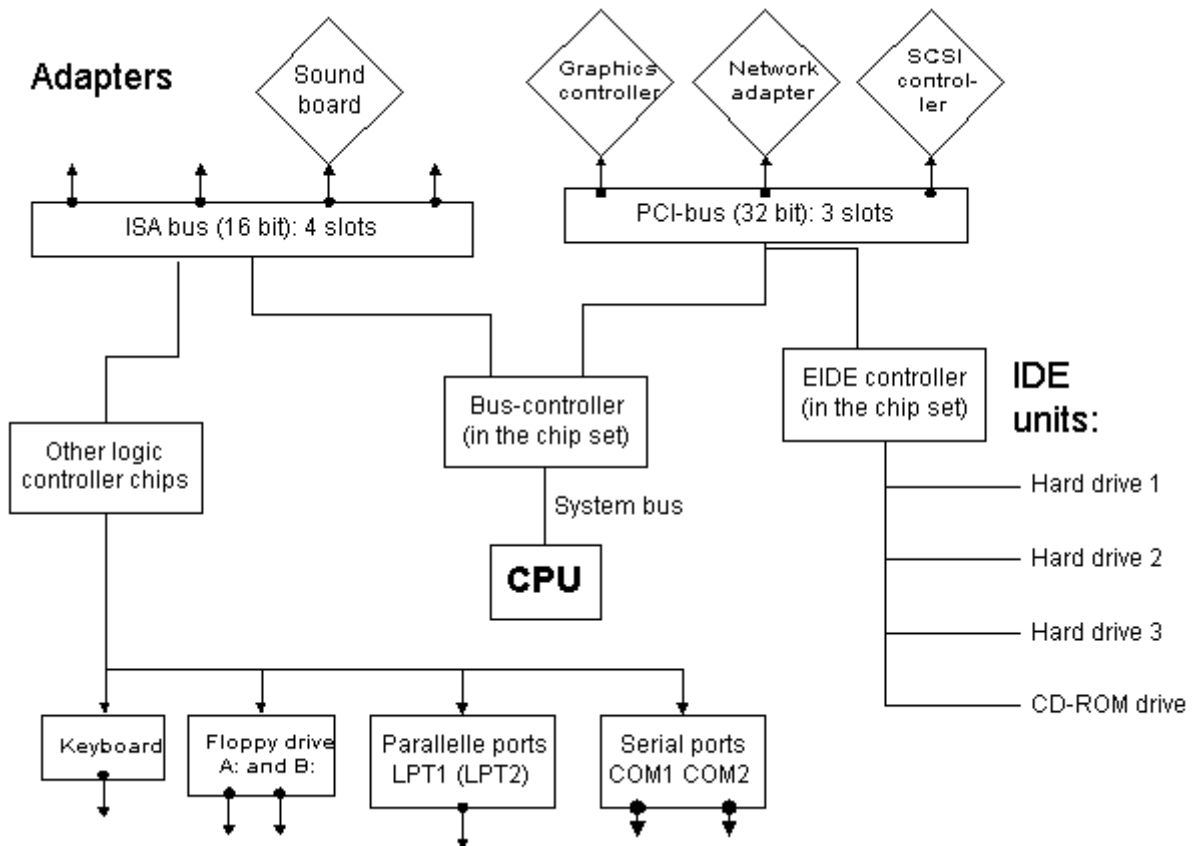 Adapters
Sound
board
Graphics
controller
Network
adapter
SCSI
control-
ler
ISA bus (16 bit): 4 slots
PCI-bus (32 bit): 3 slots
Other logic
controller chips
Bus-controller
(in the chip set)
EIDE controller
(in the chip set)
IDE
units:
System bus
CPU
Hard drive 1
Hard drive 2
Hard drive 3
CD-ROM drive
Keyboard
Floppy drive
A: and B:
Parallelle ports
LPT1 (LPT2)
Serial ports
COM1 COM2